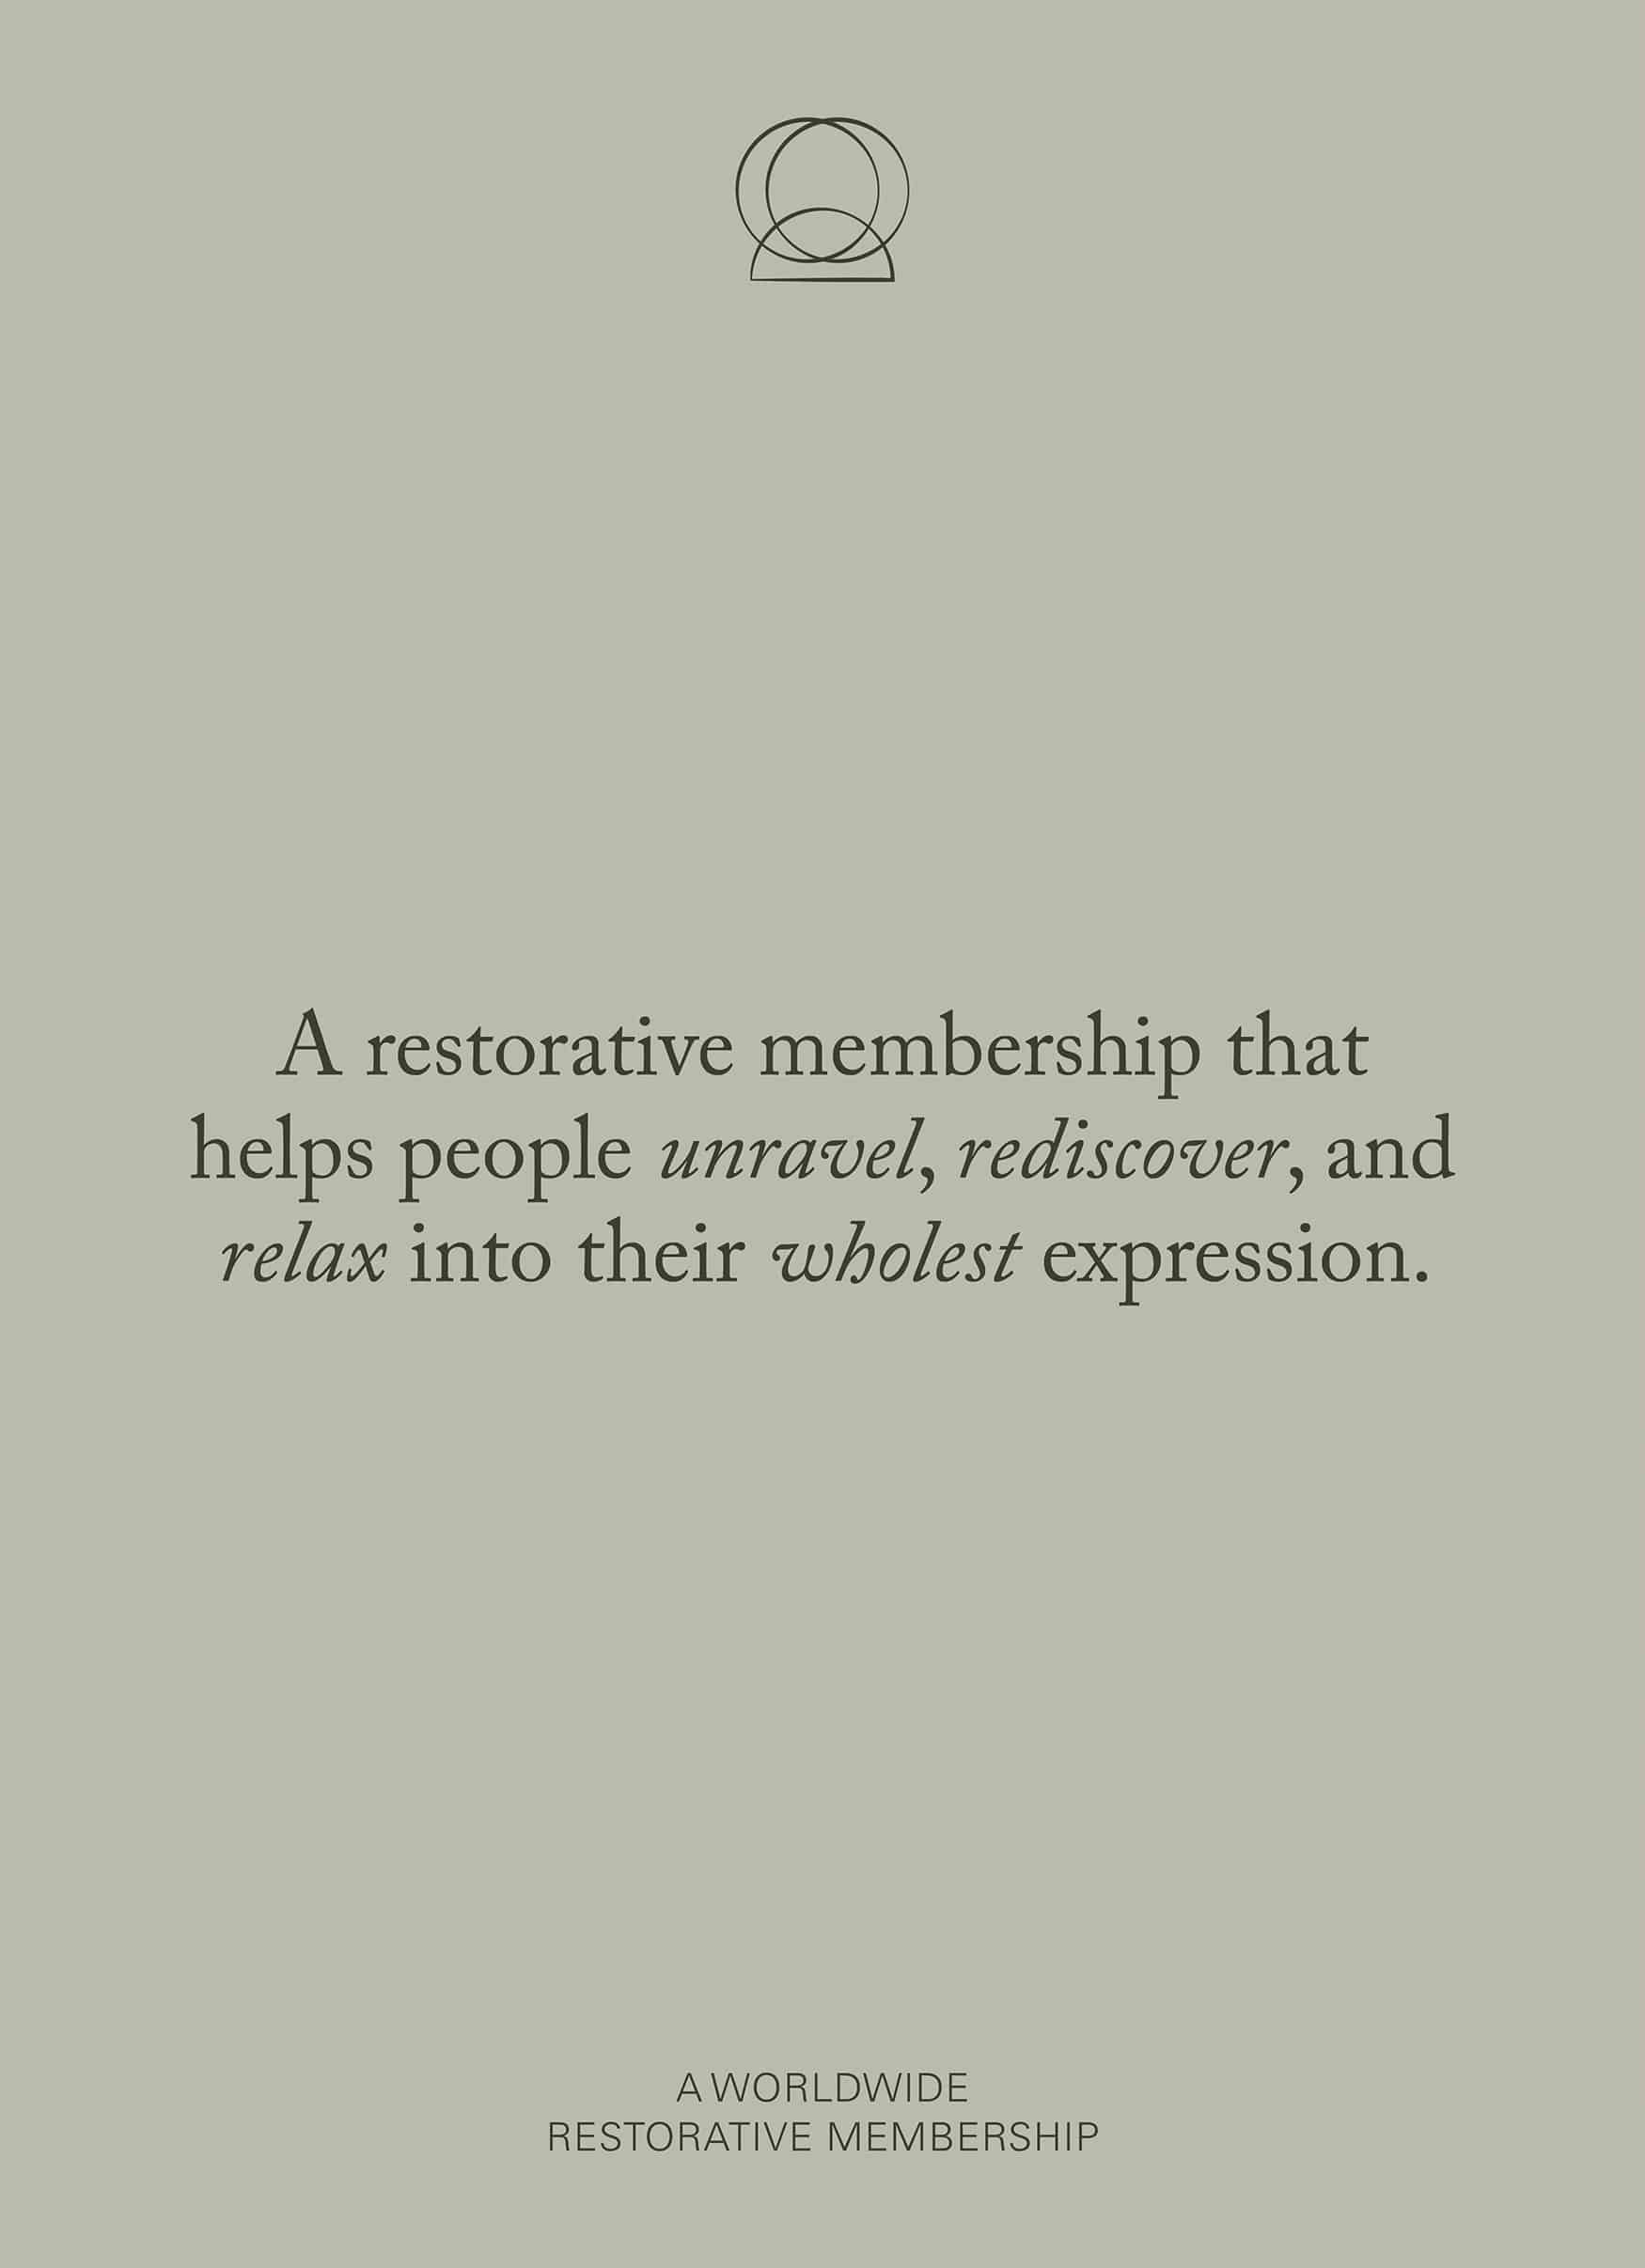 A restorative membership that
helps people unravel, rediscover, and
relax into their wholest expression.
A WORLDWIDE
RESTORATIVE MEMBERSHIP